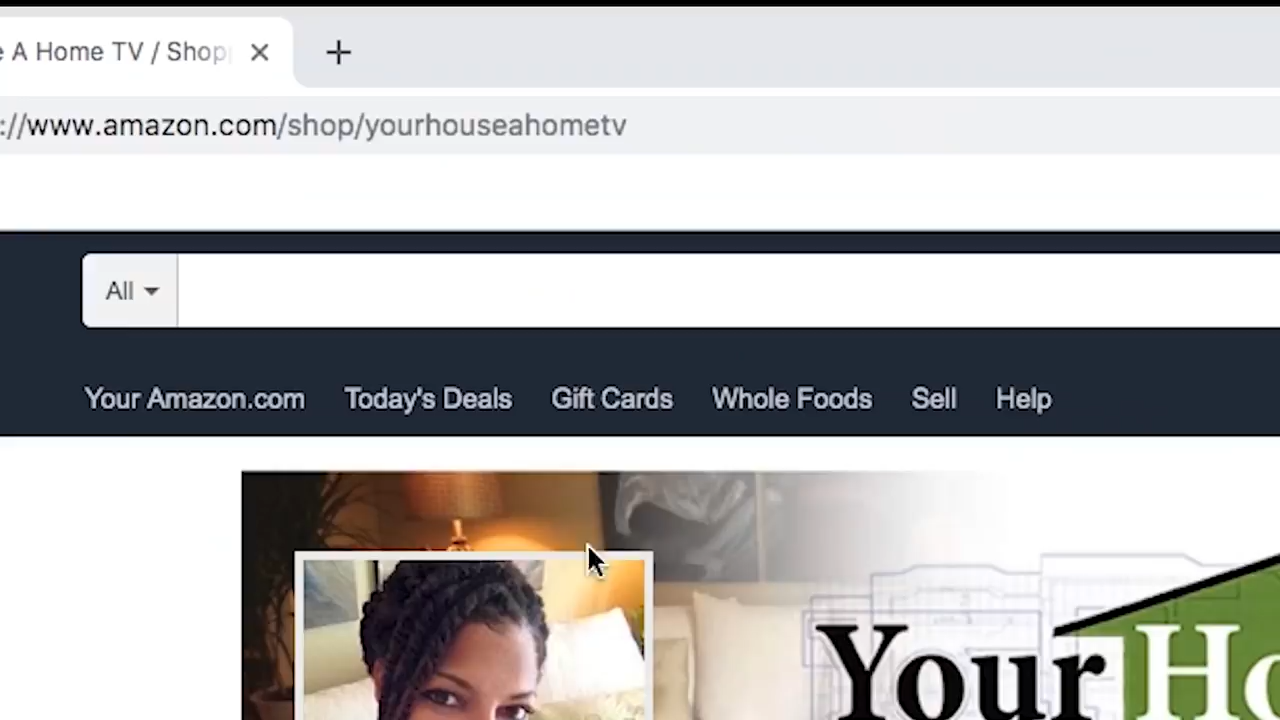 e A Home TV / Shop
://www.amazon.com/shop/yourhouseahometv
All
Your Amazon.com Today's Deals Gift Cards Whole Foods Sell Help
Your Ho